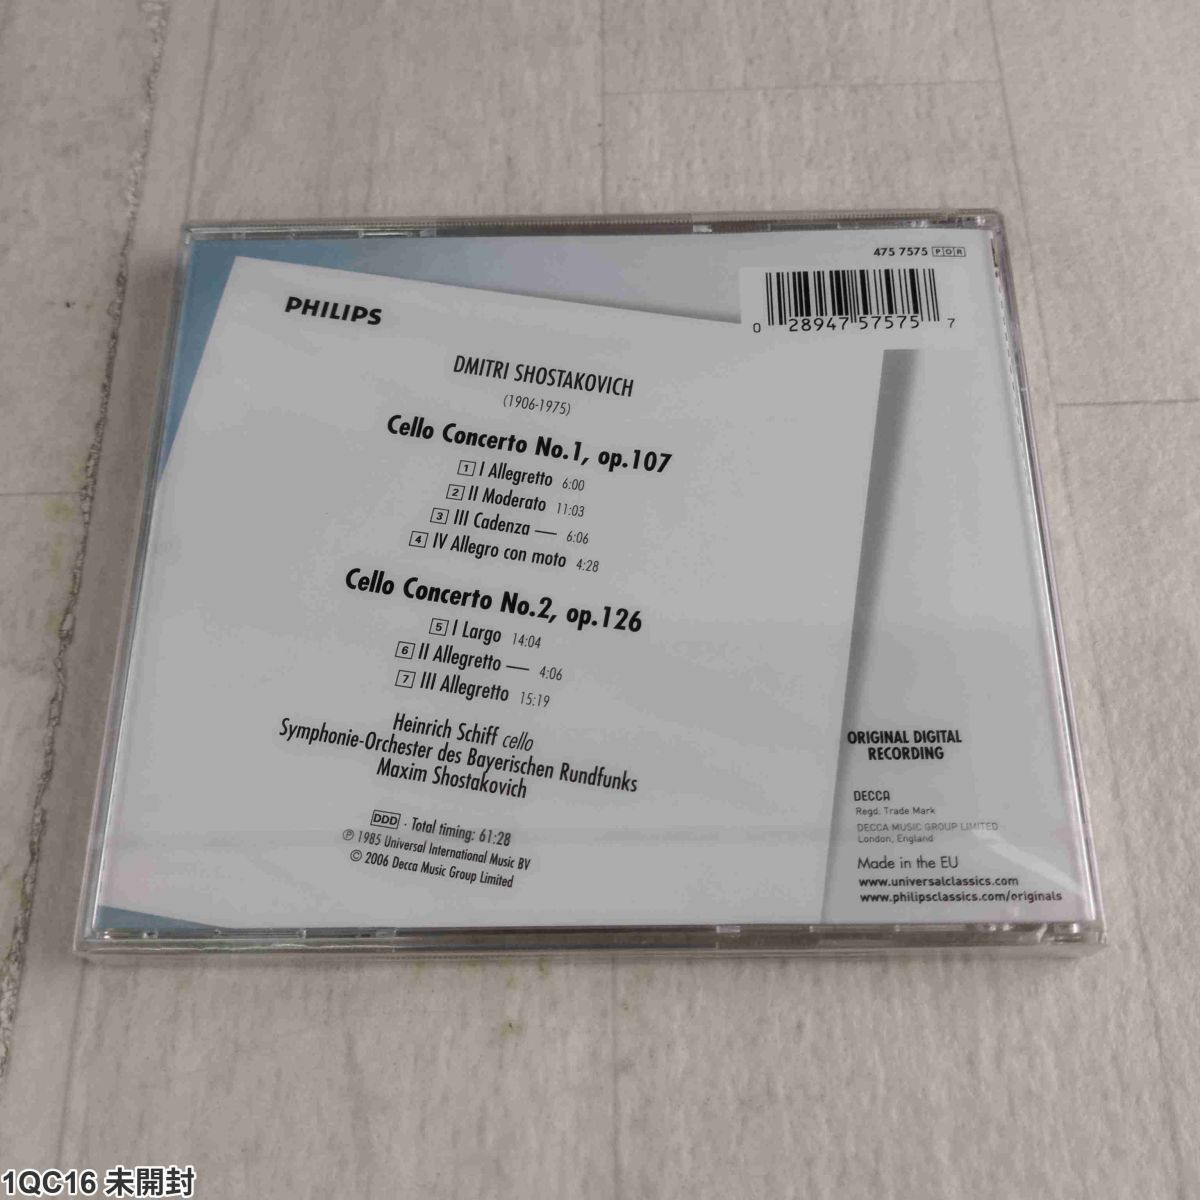 475 7575 POR
0 28947 57575 7
PHILIPS
DMITRI SHOSTAKOVICH
(1906-1975)
Cello Concerto No.1, op.107
1 I Allegretto 6:00
2 II Moderato 11:03
3 III Cadenza — 6:06
4 IV Allegro con moto 4:28
Cello Concerto No.2, op.126
5 I Largo 14:04
6 II Allegretto — 4:06
7 III Allegretto 15:19
Heinrich Schiff cello
Symphonie-Orchester des Bayerischen Rundfunks
Maxim Shostakovich
DDD · Total timing: 61:28
℗ 1985 Universal International Music BV
© 2006 Decca Music Group Limited
ORIGINAL DIGITAL
RECORDING
DECCA
Regd. Trade Mark
DECCA MUSIC GROUP LIMITED
London, England
Made in the EU
www.universalclassics.com
www.philipsclassics.com/originals
1QC16 未開封